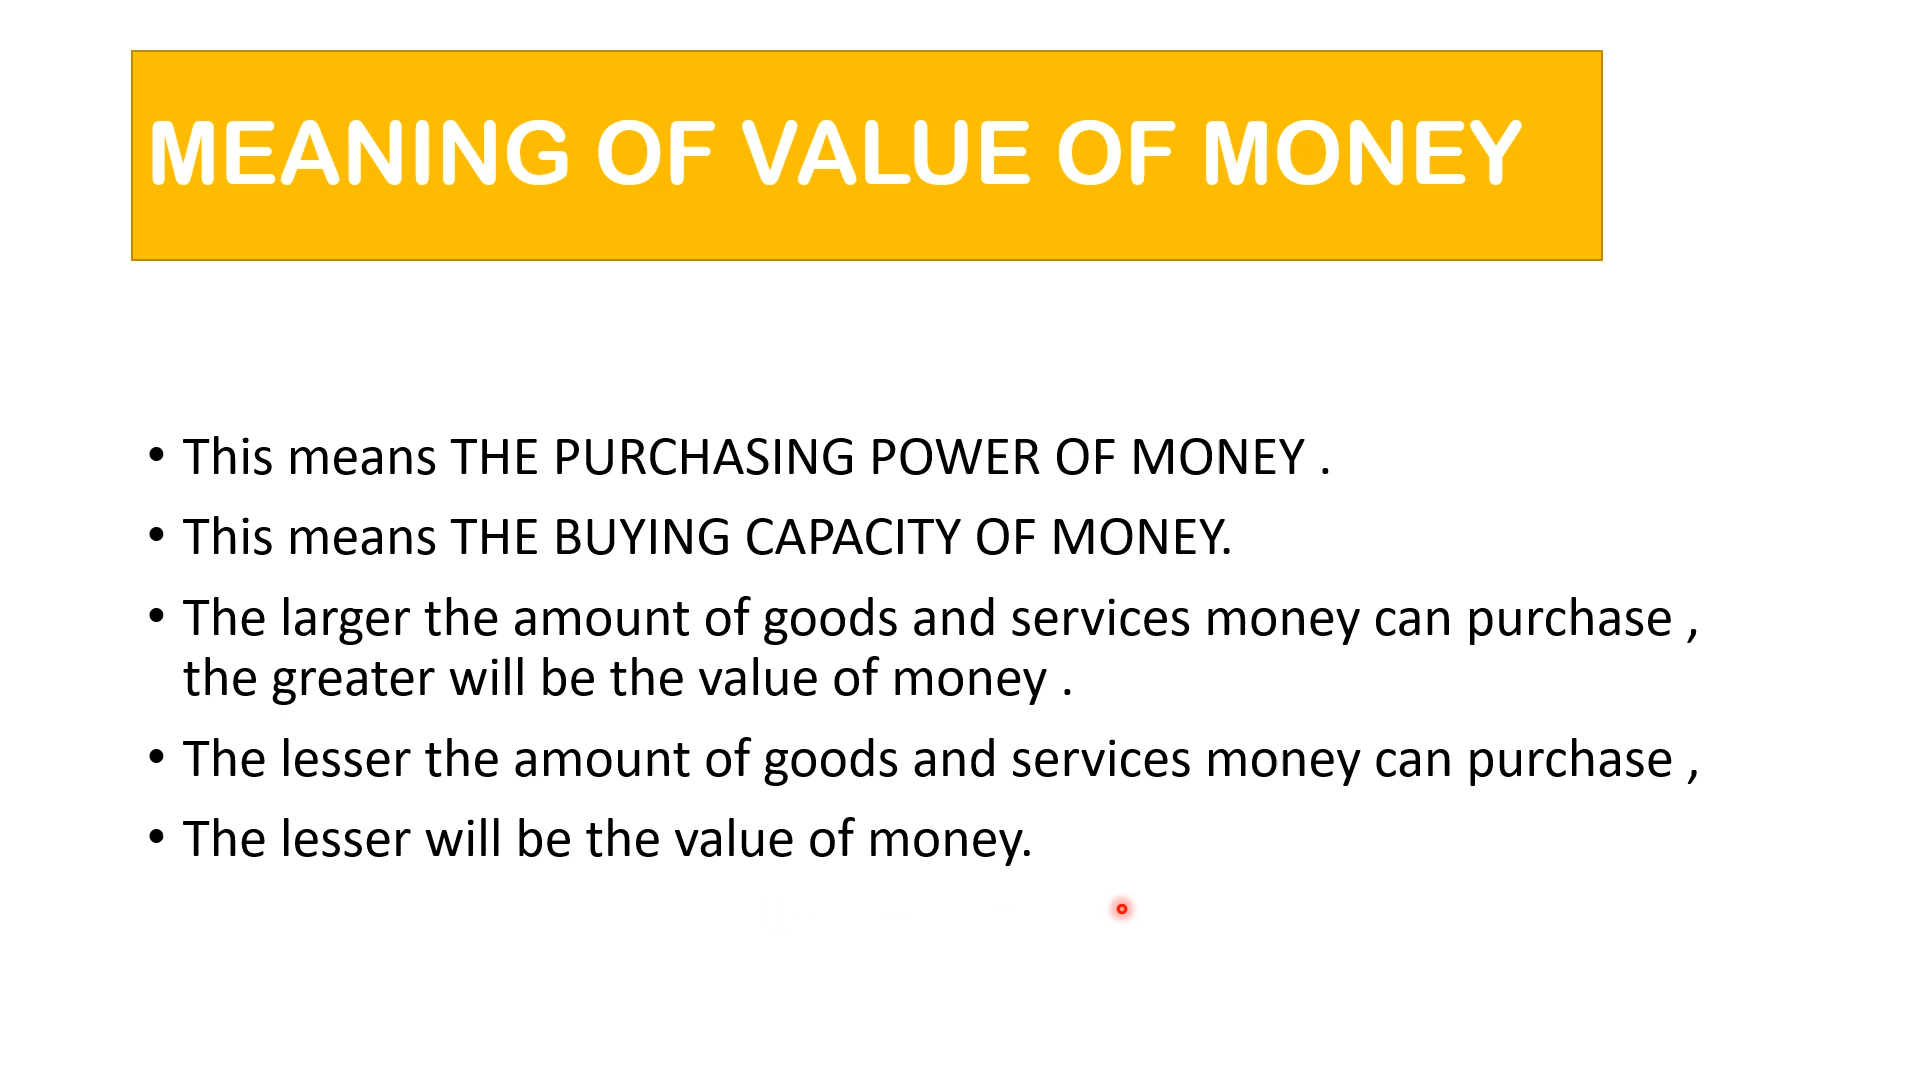 MEANING OF VALUE OF MONEY
• This means THE PURCHASING POWER OF MONEY .
• This means THE BUYING CAPACITY OF MONEY.
• The larger the amount of goods and services money can purchase ,
the greater will be the value of money .
• The lesser the amount of goods and services money can purchase ,
• The lesser will be the value of money.